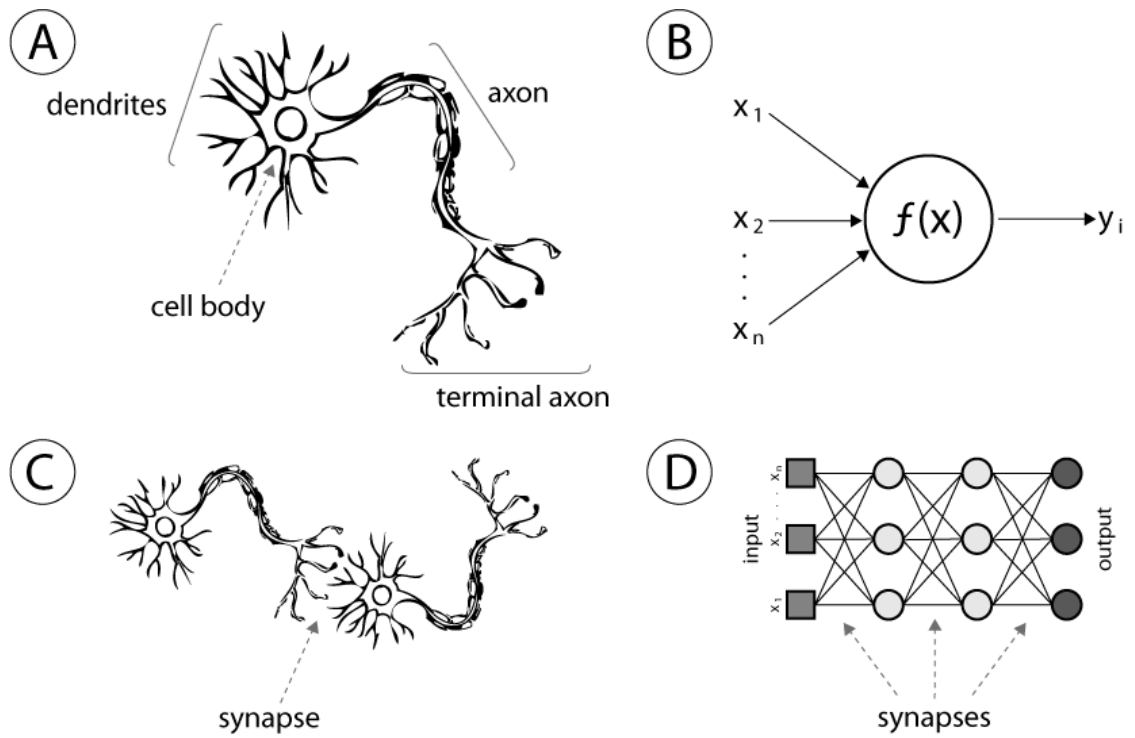 A
dendrites
axon
cell body
terminal axon
B
x1
x2
.
.
.
xn
f(x)
yi
C
synapse
D
input
x1 x2 . . . xn
output
synapses